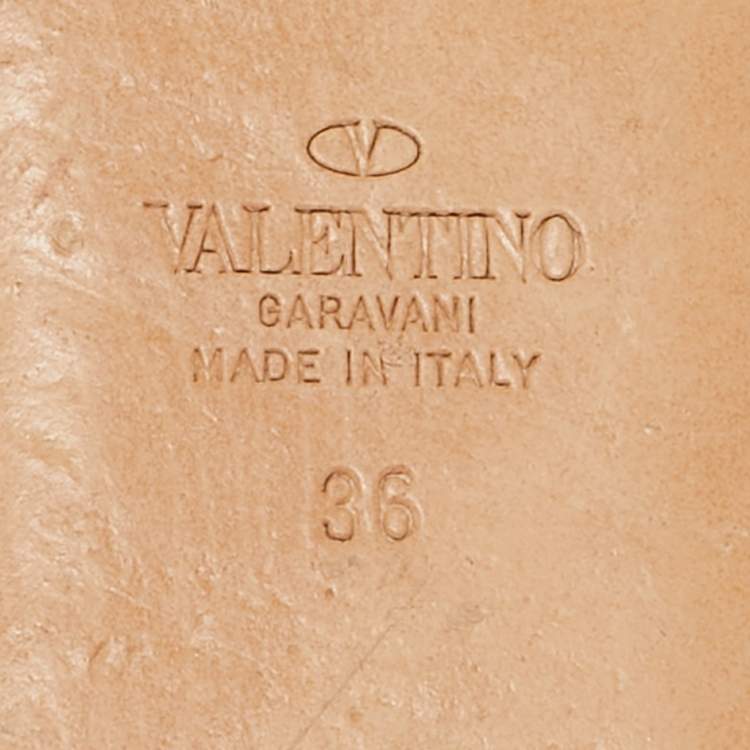 V
VALENTINO
GARAVANI
MADE IN ITALY
36